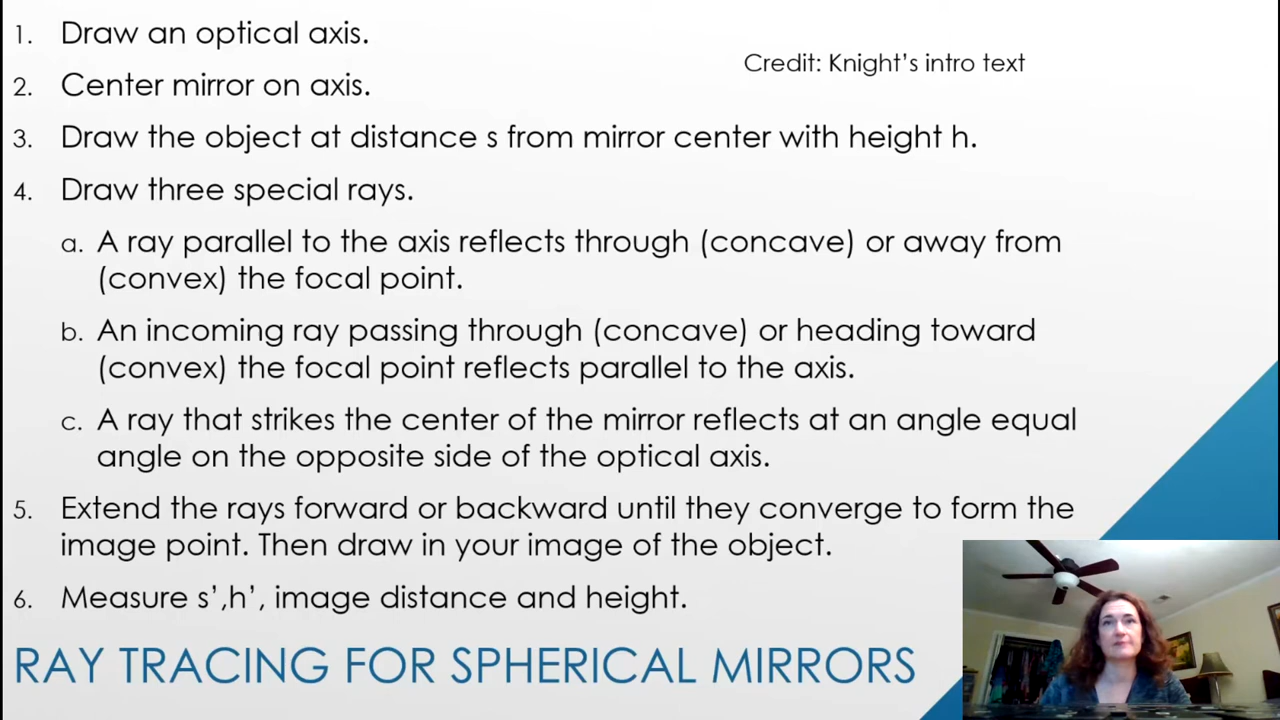 1. Draw an optical axis.
Credit: Knight's intro text
2. Center mirror on axis.
3. Draw the object at distance s from mirror center with height h.
4. Draw three special rays.
a. A ray parallel to the axis reflects through (concave) or away from
(convex) the focal point.
b. An incoming ray passing through (concave) or heading toward
(convex) the focal point reflects parallel to the axis.
c. A ray that strikes the center of the mirror reflects at an angle equal
angle on the opposite side of the optical axis.
5. Extend the rays forward or backward until they converge to form the
image point. Then draw in your image of the object.
6. Measure s',h', image distance and height.
RAY TRACING FOR SPHERICAL MIRRORS